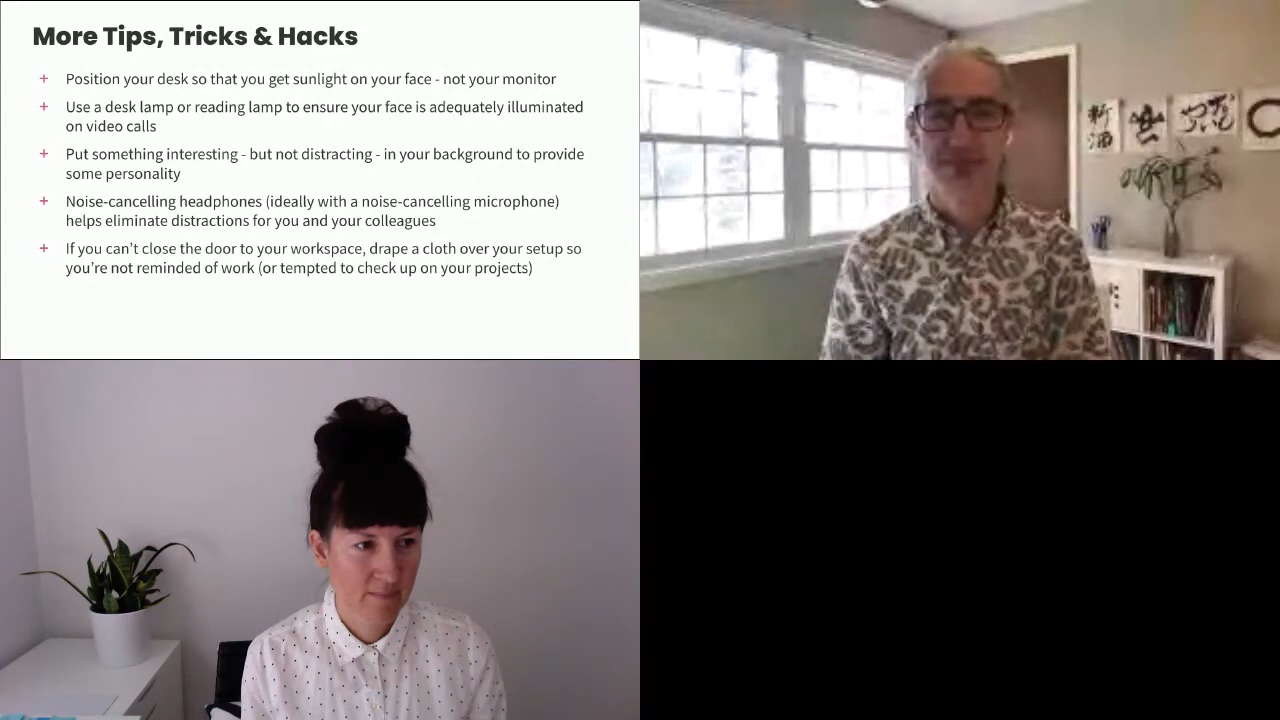 More Tips, Tricks & Hacks
+ Position your desk so that you get sunlight on your face - not your monitor
+ Use a desk lamp or reading lamp to ensure your face is adequately illuminated
on video calls
+ Put something interesting - but not distracting - in your background to provide
some personality
+ Noise-cancelling headphones (ideally with a noise-cancelling microphone)
helps eliminate distractions for you and your colleagues
+ If you can’t close the door to your workspace, drape a cloth over your setup so
you’re not reminded of work (or tempted to check up on your projects)
新
酒